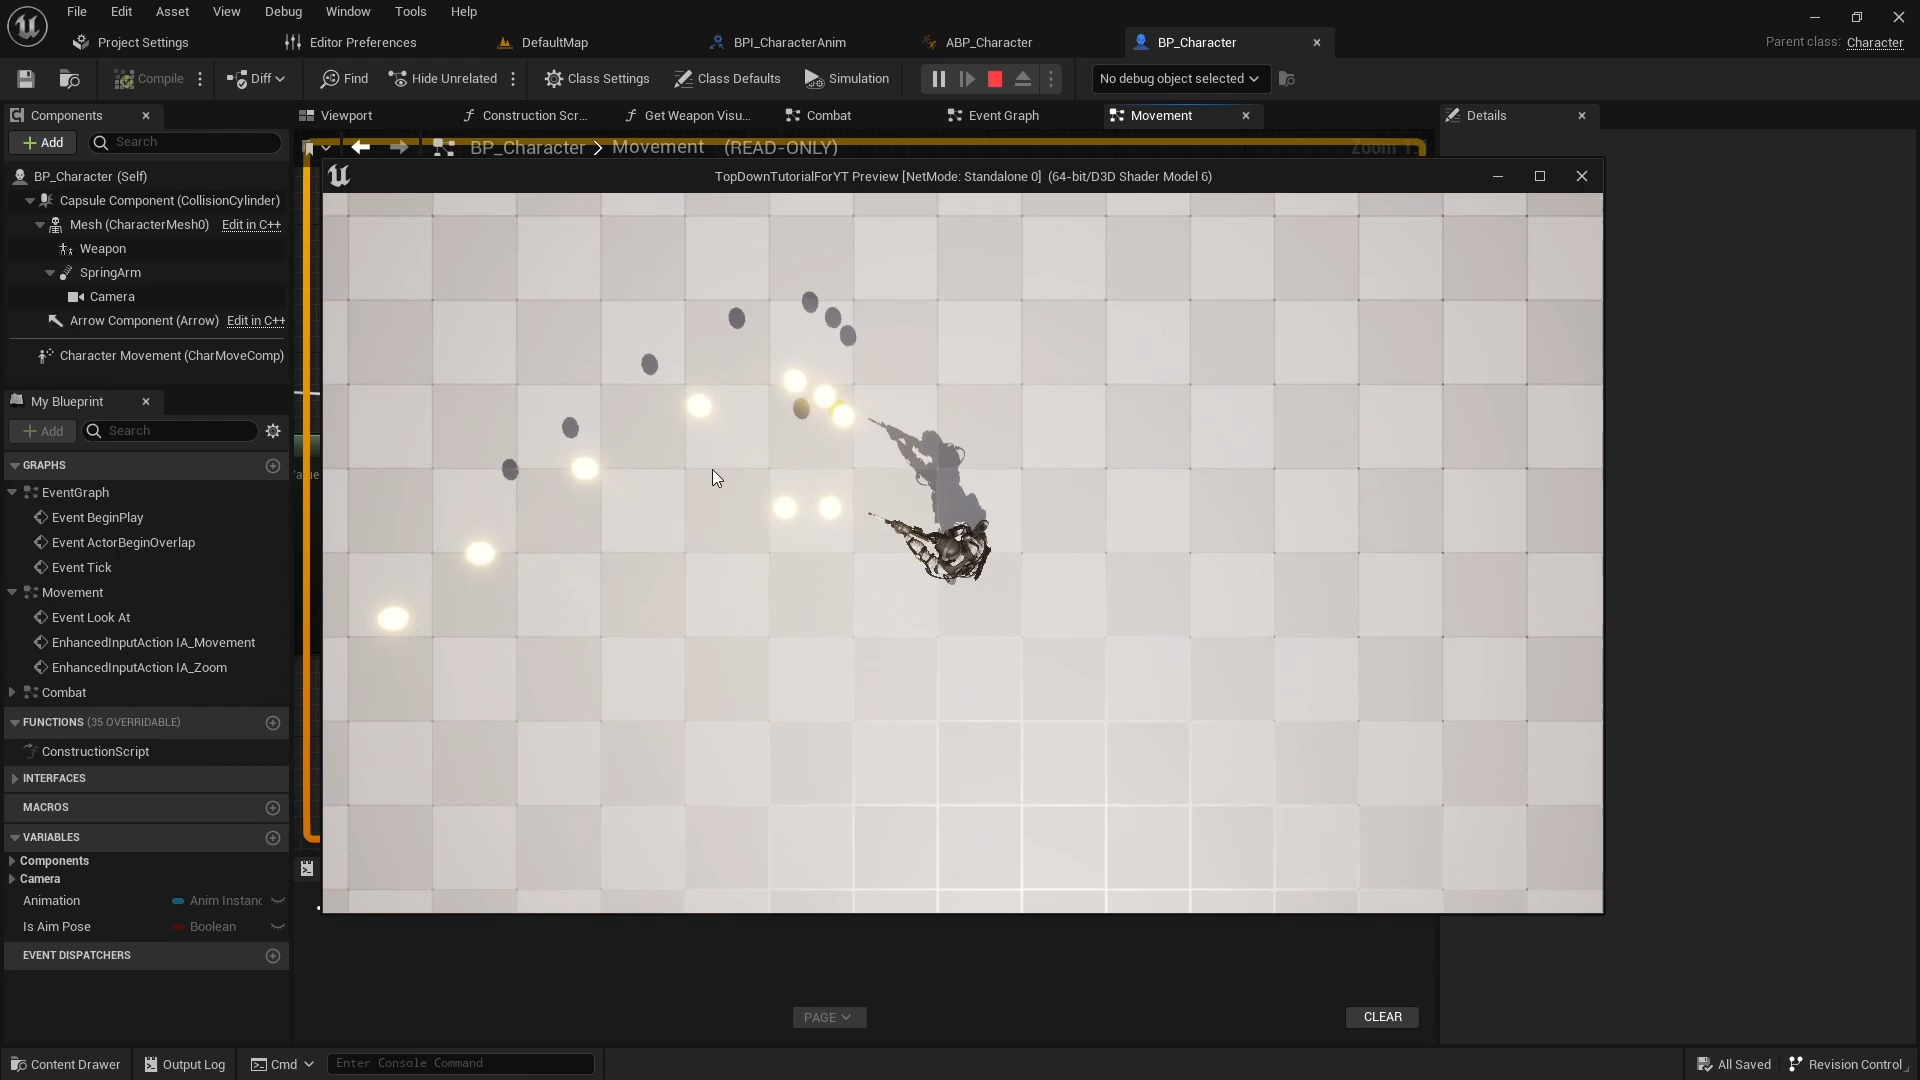 File Edit Asset View Debug Window Tools Help
Project Settings Editor Preferences DefaultMap BPI_CharacterAnim ABP_Character BP_Character
Parent class: Character
Compile Diff Find Hide Unrelated Class Settings Class Defaults Simulation No debug object selected
Components Viewport Construction Scr... Get Weapon Visu... Combat Event Graph Movement Details
Add Search
BP_Character > Movement (READ-ONLY)
BP_Character (Self)
TopDownTutorialForYT Preview [NetMode: Standalone 0] (64-bit/D3D Shader Model 6)
Capsule Component (CollisionCylinder)
Mesh (CharacterMesh0) Edit in C++
Weapon
SpringArm
Camera
Arrow Component (Arrow) Edit in C++
Character Movement (CharMoveComp)
My Blueprint
Add Search
GRAPHS
EventGraph
Event BeginPlay
Event ActorBeginOverlap
Event Tick
Movement
Event Look At
EnhancedInputAction IA_Movement
EnhancedInputAction IA_Zoom
Combat
FUNCTIONS (35 OVERRIDABLE)
ConstructionScript
INTERFACES
MACROS
VARIABLES
Components
Camera
Animation Anim Instanc
Is Aim Pose Boolean
EVENT DISPATCHERS
PAGE CLEAR
Content Drawer Output Log Cmd Enter Console Command All Saved Revision Control